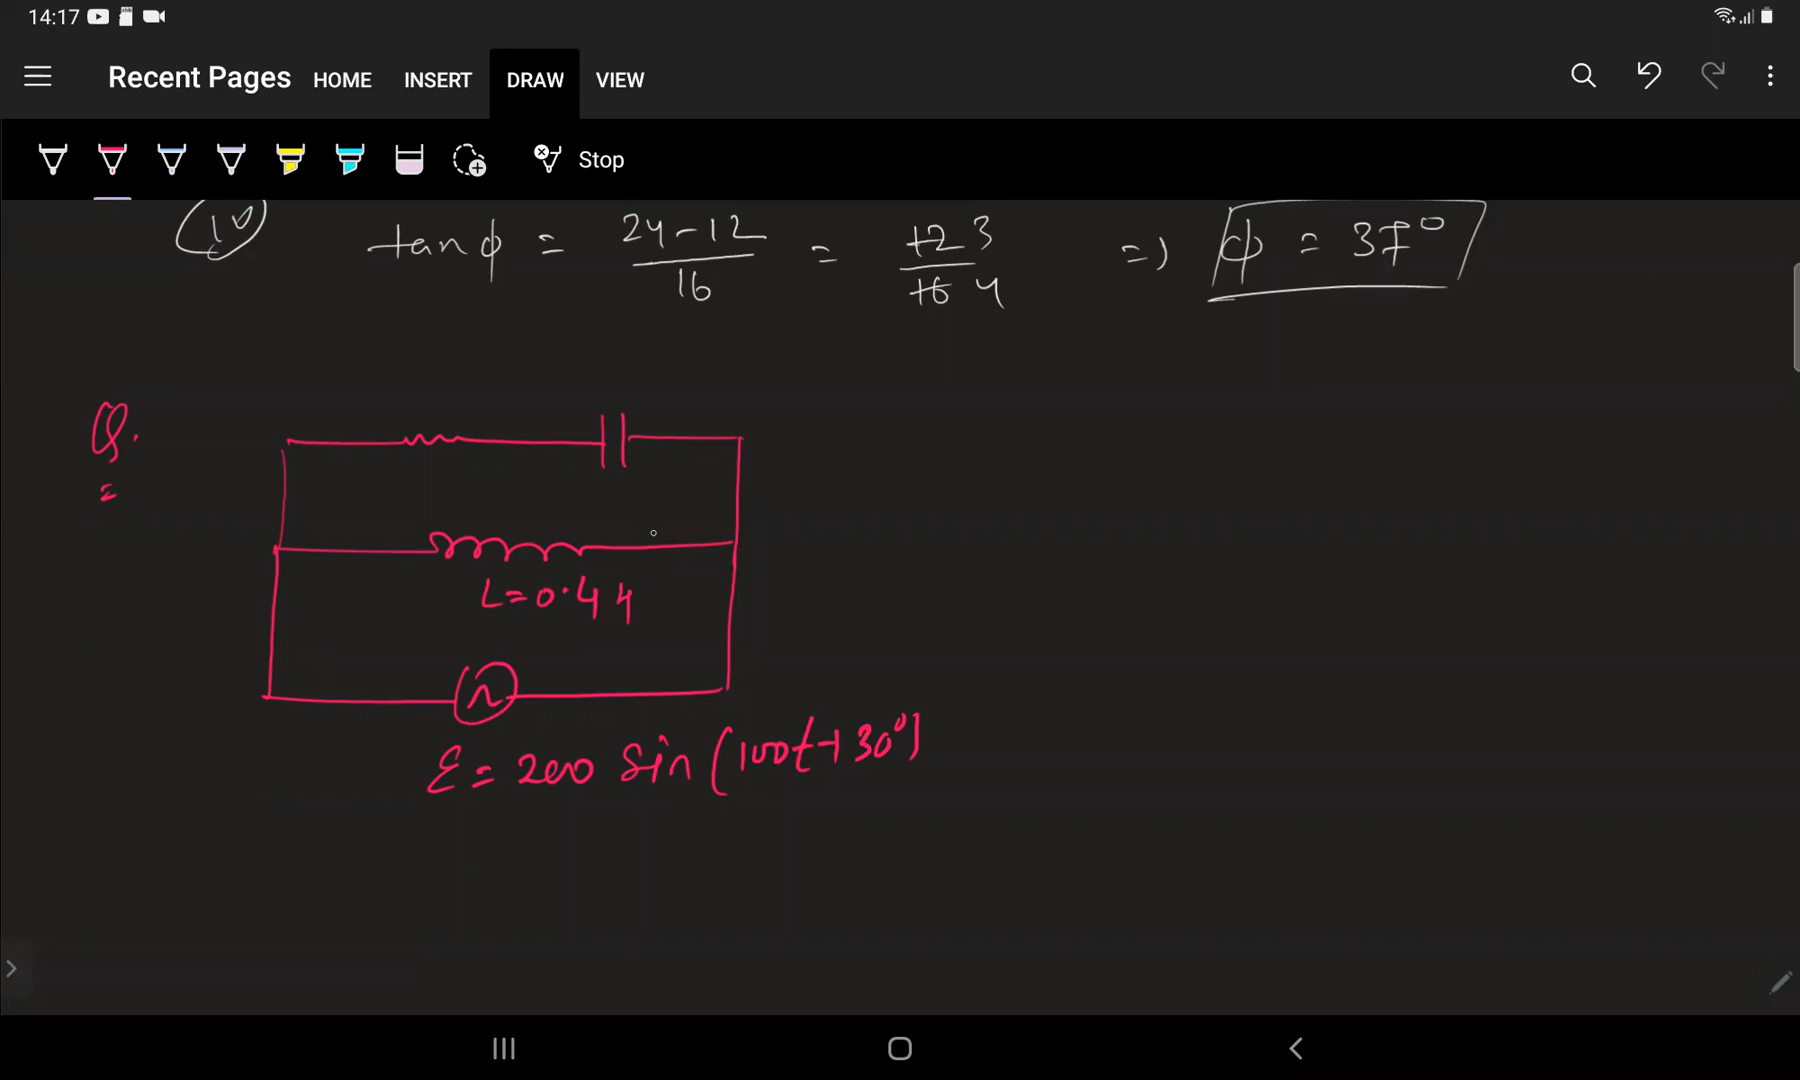 14:17
Recent Pages HOME INSERT DRAW VIEW
Stop
10 tan φ = 24-12 / 16 = 12 3 / 16 4 => φ = 37°
Q.
L=0.4 H
ε = 200 Sin (100t+30°)